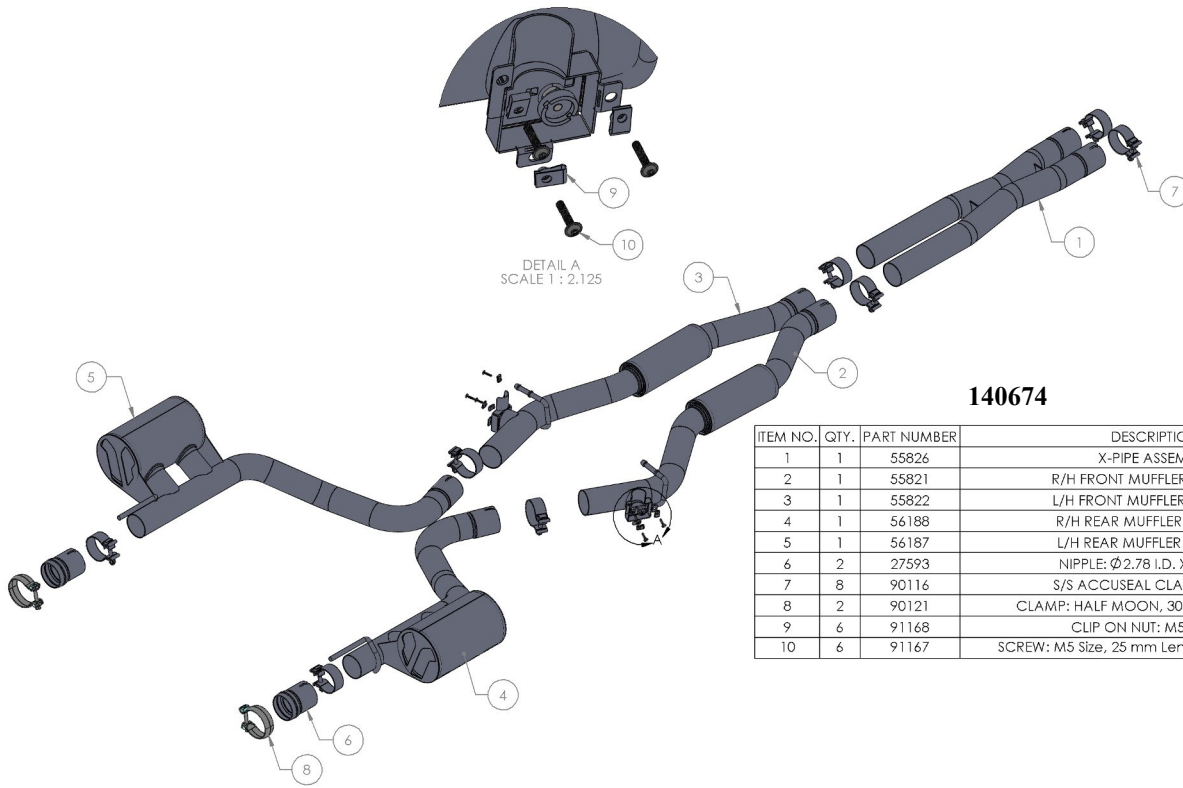 DETAIL A
SCALE 1 : 2.125
9
10
7
1
3
2
5
A
4
6
8
140674
ITEM NO. QTY. PART NUMBER
1 1 55826 X-PIPE
2 1 55821 R/H FRONT MUFFLER
3 1 55822 L/H FRONT MUFFLER
4 1 56188 R/H REAR MUFFLER
5 1 56187 L/H REAR MUFFLER
6 2 27593 NIPPLE: Ø2.78 I.D.
7 8 90116 S/S ACCUSEAL
8 2 90121 CLAMP: HALF MOON, 30
9 6 91168 CLIP ON NUT: M5
10 6 91167 SCREW: M5 Size, 25 mm